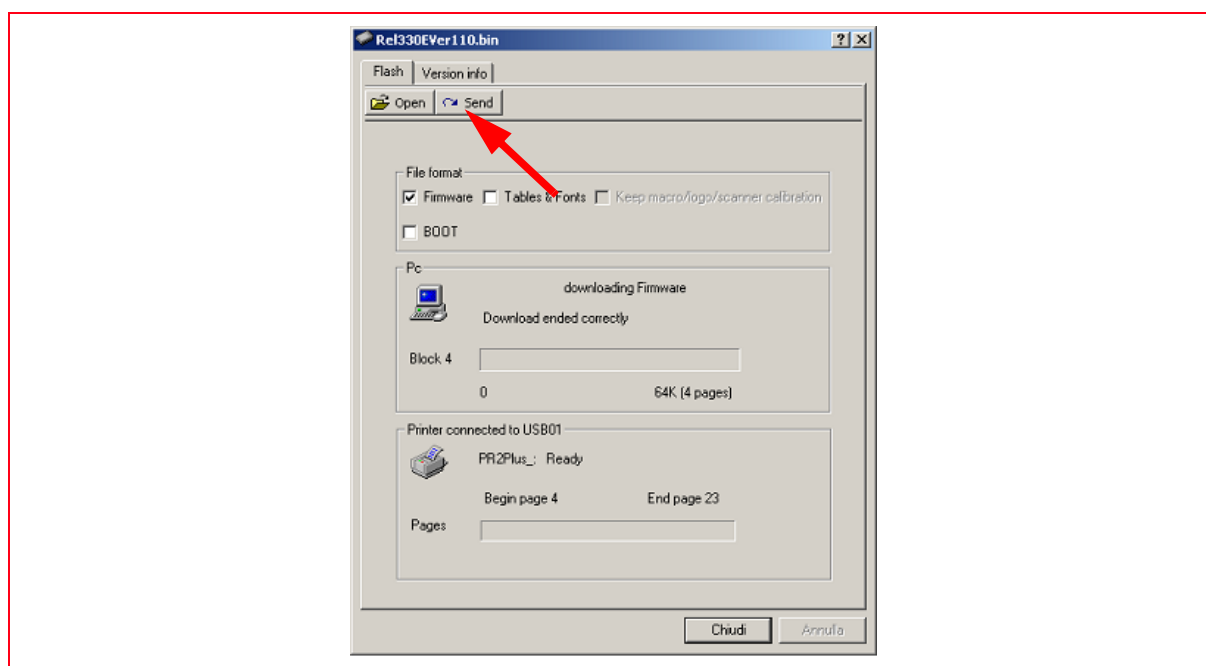 Rel330EVer110.bin
Flash Version info
Open Send
File format
Firmware Tables & Fonts Keep macro/logo/scanner calibration
BOOT
Pc
downloading Firmware
Download ended correctly
Block 4
0 64K (4 pages)
Printer connected to USB01
PR2Plus_: Ready
Begin page 4 End page 23
Pages
Chiudi Annulla